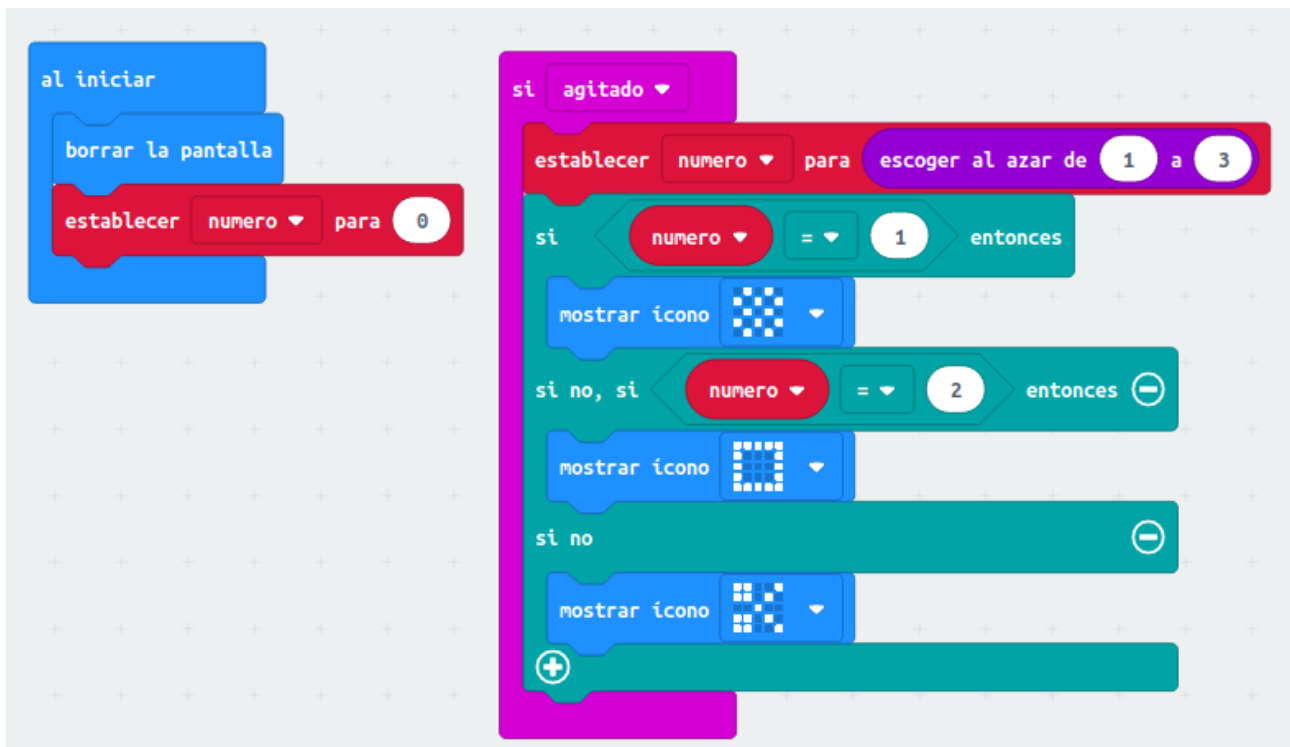 al iniciar
borrar la pantalla
establecer numero para 0
si agitado
establecer numero para escoger al azar de 1 a 3
si numero = 1 entonces
mostrar ícono
si no, si numero = 2 entonces
mostrar ícono
si no
mostrar ícono